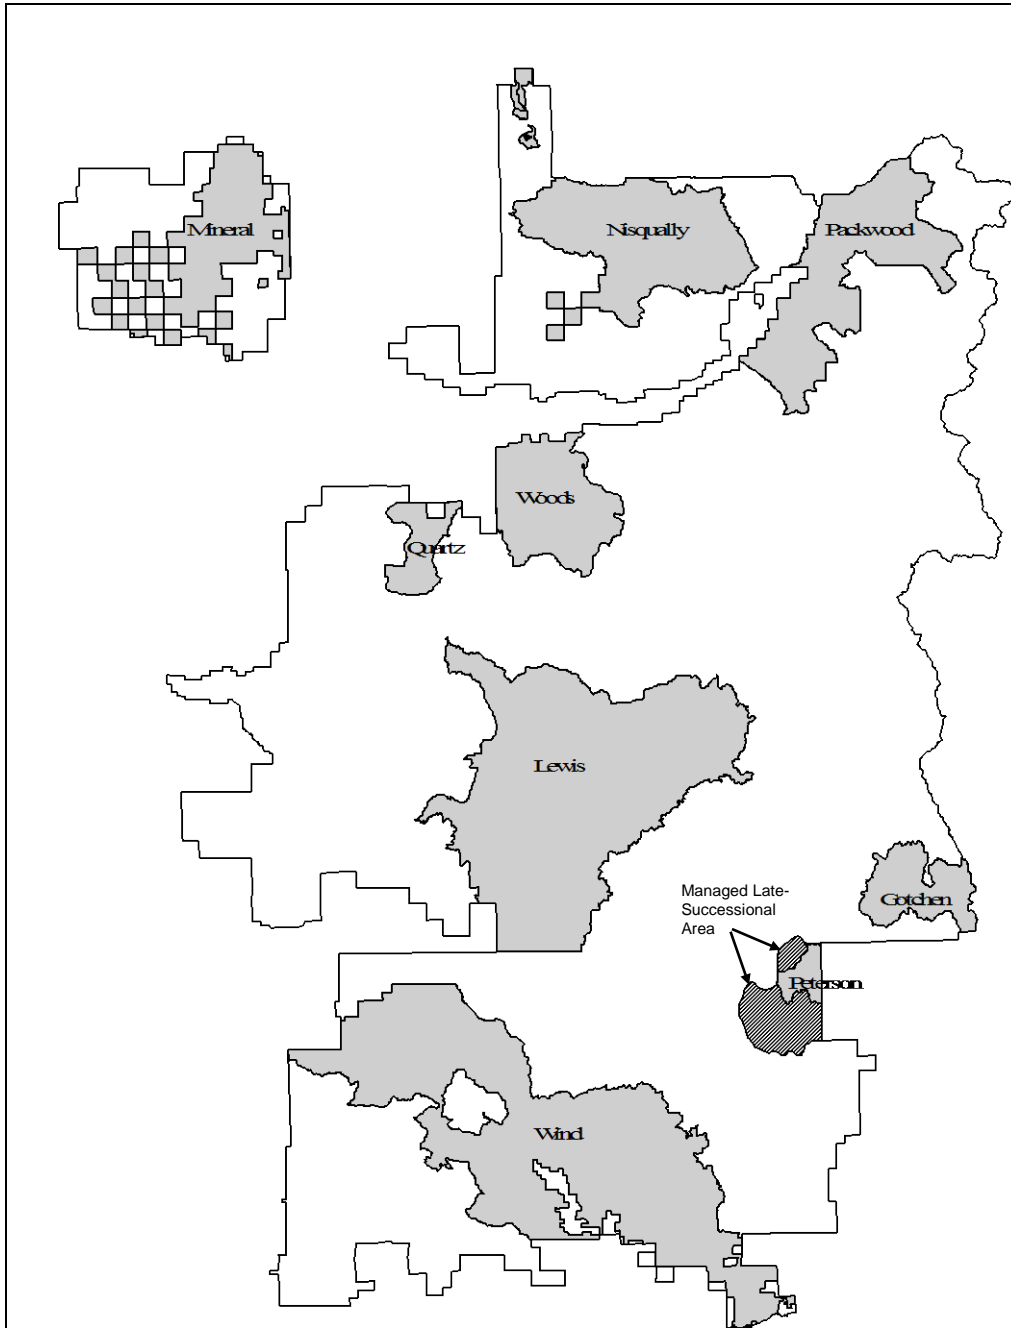 Mineral
Nisqually
Packwood
Woods
Quartz
Lewis
Managed Late-
Successional
Area
Gotchen
Peterson
Wind